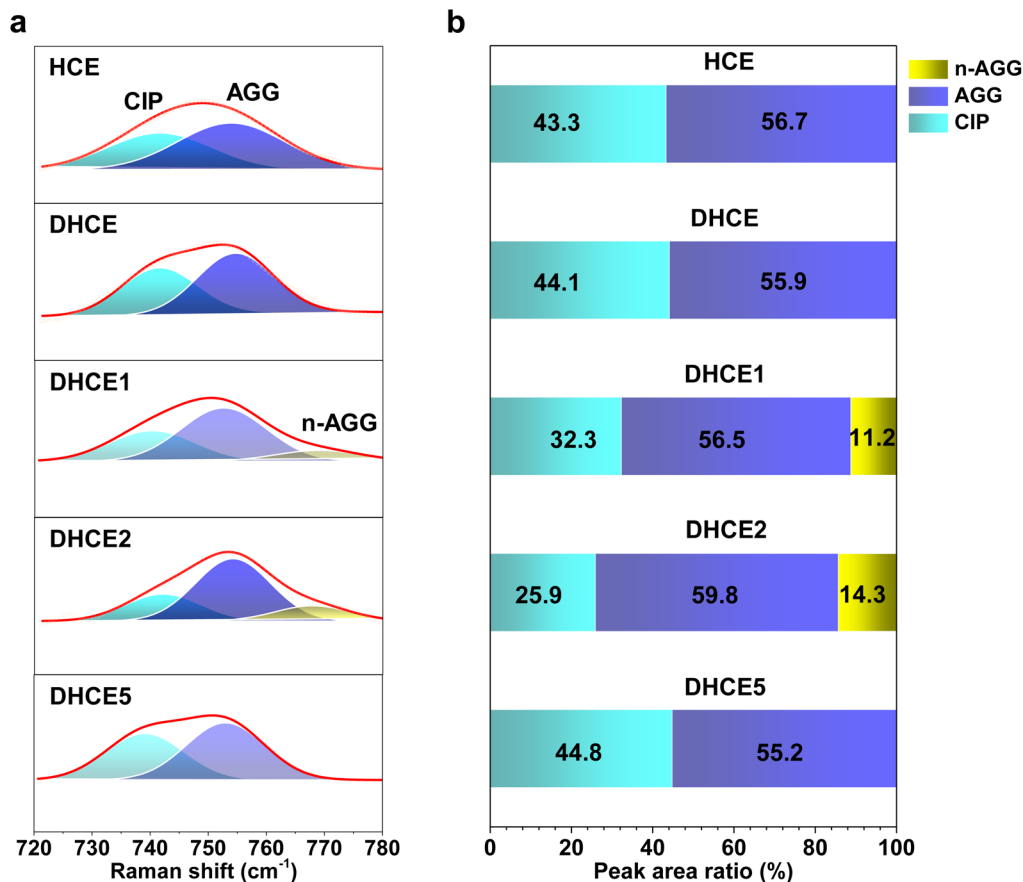 a
HCE
CIP
AGG
DHCE
DHCE1
n-AGG
DHCE2
DHCE5
720 730 740 750 760 770 780
Raman shift (cm⁻¹)
b
HCE
43.3 56.7
DHCE
44.1 55.9
DHCE1
32.3 56.5 11.2
DHCE2
25.9 59.8 14.3
DHCE5
44.8 55.2
0 20 40 60 80 100
Peak area ratio (%)
n-AGG
AGG
CIP